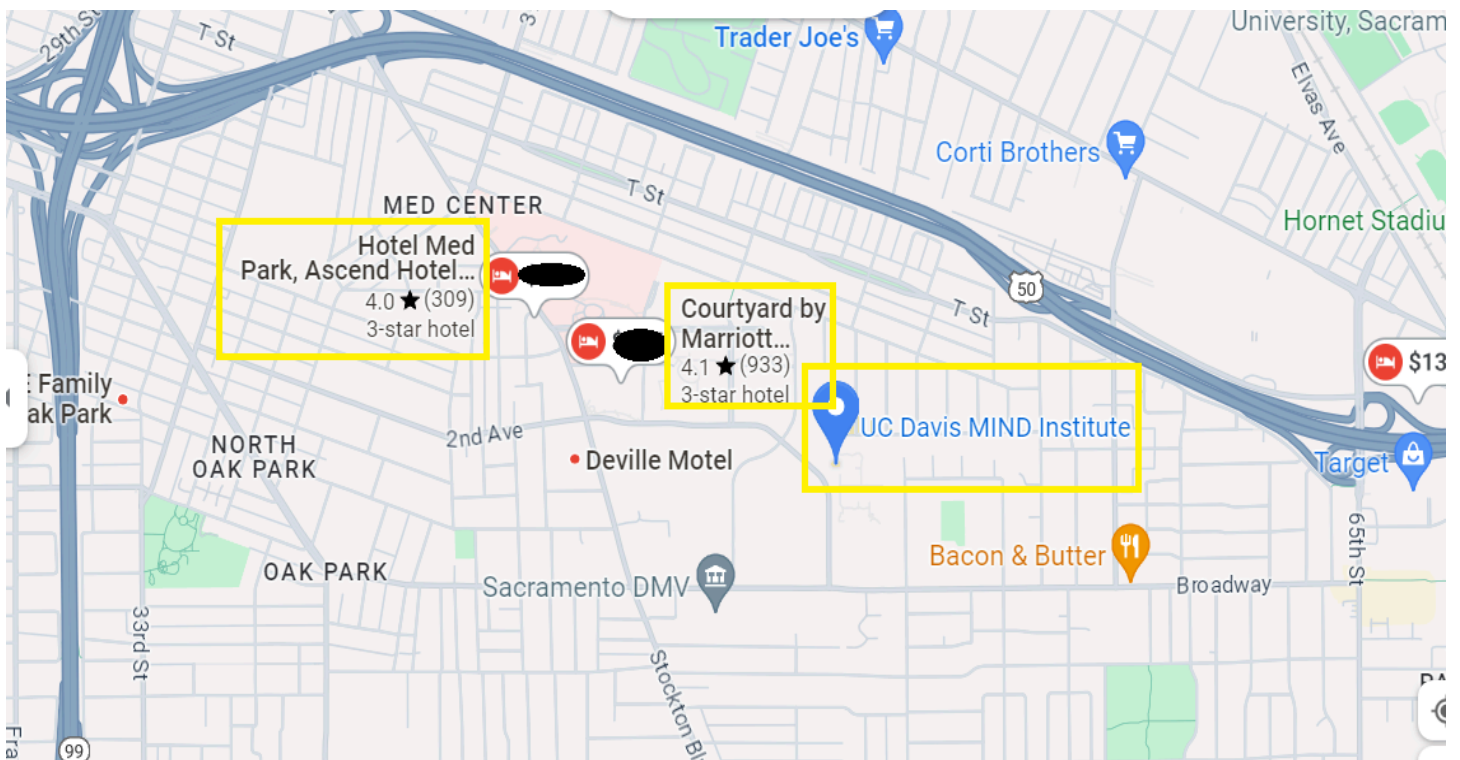 29th St
T St
3
Trader Joe's
University, Sacram
Elvas Ave
Corti Brothers
T St
MED CENTER
Hornet Stadiu
Hotel Med
Park, Ascend Hotel...
4.0 ★ (309)
3-star hotel
50
Courtyard by
Marriott...
4.1 ★ (933)
3-star hotel
T St
$13
E Family
ak Park
UC Davis MIND Institute
2nd Ave
NORTH
OAK PARK
Deville Motel
Target
65th St
Bacon & Butter
OAK PARK
Sacramento DMV
Broadway
33rd St
Stockton Bl
Fra
99